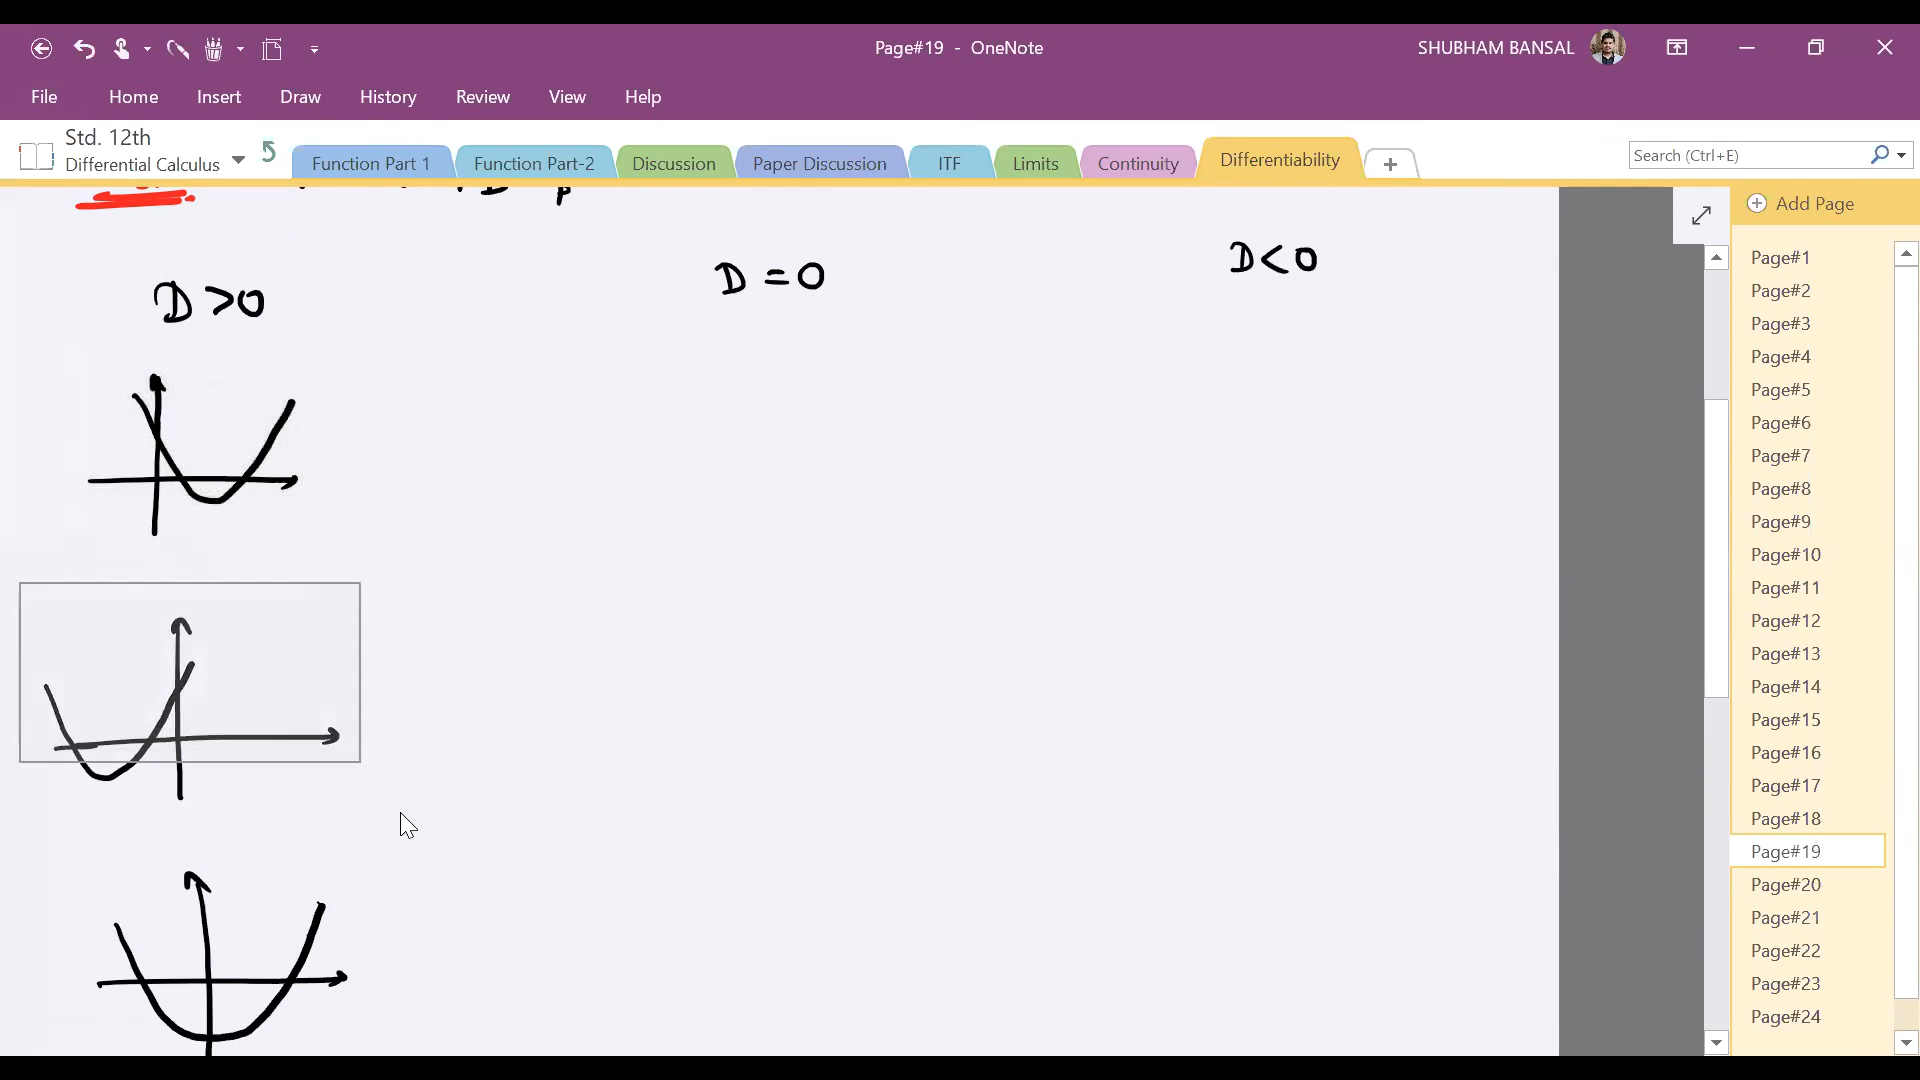 Page#19 - OneNote
SHUBHAM BANSAL
File Home Insert Draw History Review View Help
Std. 12th
Differential Calculus
Function Part 1 Function Part-2 Discussion Paper Discussion ITF Limits Continuity Differentiability
Search (Ctrl+E)
Add Page
D >0
D =0
D<0
Page#1
Page#2
Page#3
Page#4
Page#5
Page#6
Page#7
Page#8
Page#9
Page#10
Page#11
Page#12
Page#13
Page#14
Page#15
Page#16
Page#17
Page#18
Page#19
Page#20
Page#21
Page#22
Page#23
Page#24